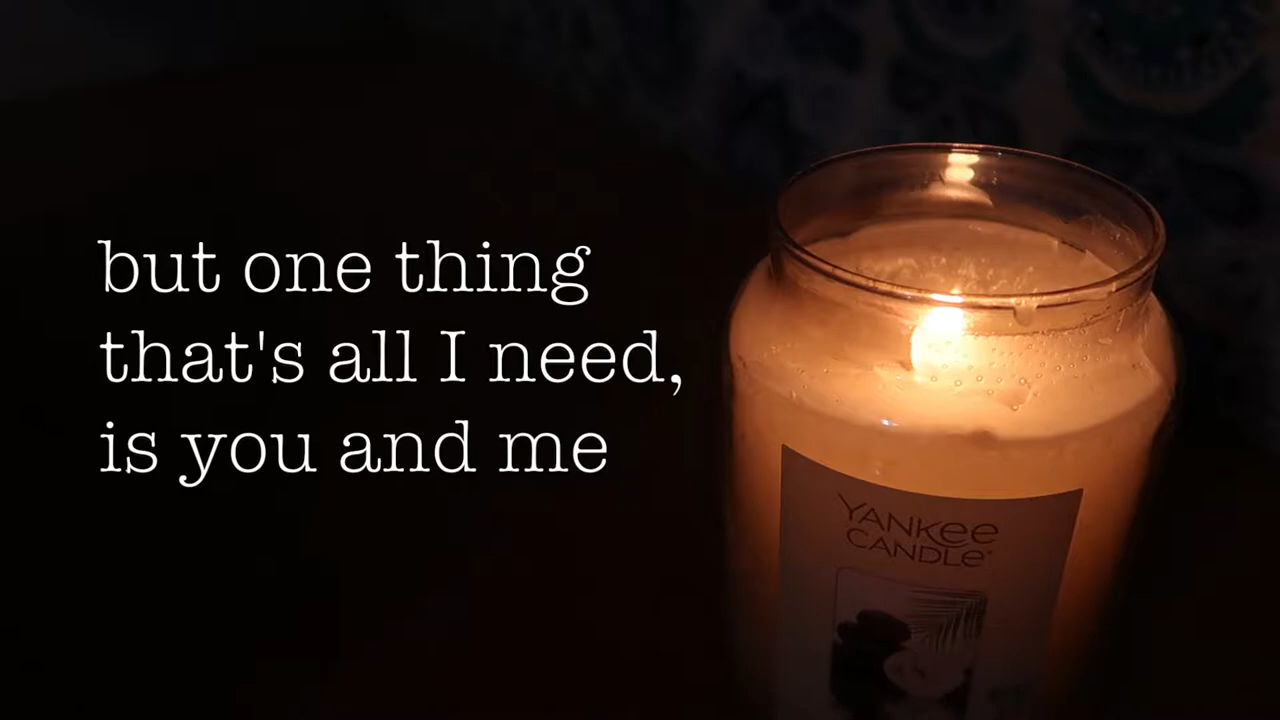 but one thing
that's all I need,
is you and me
YANKEE
CANDLE